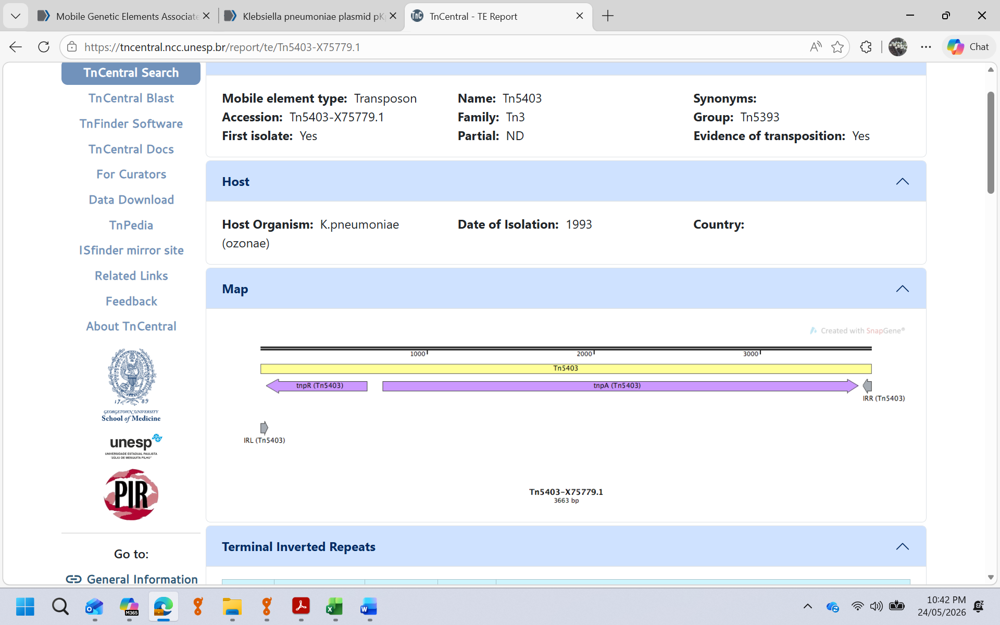 Mobile Genetic Elements Associate
Klebsiella pneumoniae plasmid pK
TnC
TnCentral - TE Report
https://tncentral.ncc.unesp.br/report/te/Tn5403-X75779.1
Chat
TnCentral Search
TnCentral Blast
TnFinder Software
TnCentral Docs
For Curators
Data Download
TnPedia
ISfinder mirror site
Related Links
Feedback
About TnCentral
17 89
GEORGETOWN UNIVERSITY
School of Medicine
unesp
UNIVERSIDADE ESTADUAL PAULISTA
"JÚLIO DE MESQUITA FILHO"
PIR
Go to:
General Information
Mobile element type: Transposon
Name: Tn5403
Synonyms:
Accession: Tn5403-X75779.1
Family: Tn3
Group: Tn5393
First isolate: Yes
Partial: ND
Evidence of transposition: Yes
Host
Host Organism: K.pneumoniae
(ozonae)
Date of Isolation: 1993
Country:
Map
Created with SnapGene®
1000
2000
3000
Tn5403
tnpR (Tn5403)
tnpA (Tn5403)
IRR (Tn5403)
IRL (Tn5403)
Tn5403-X75779.1
3663 bp
Terminal Inverted Repeats
M365
10:42 PM
24/05/2026